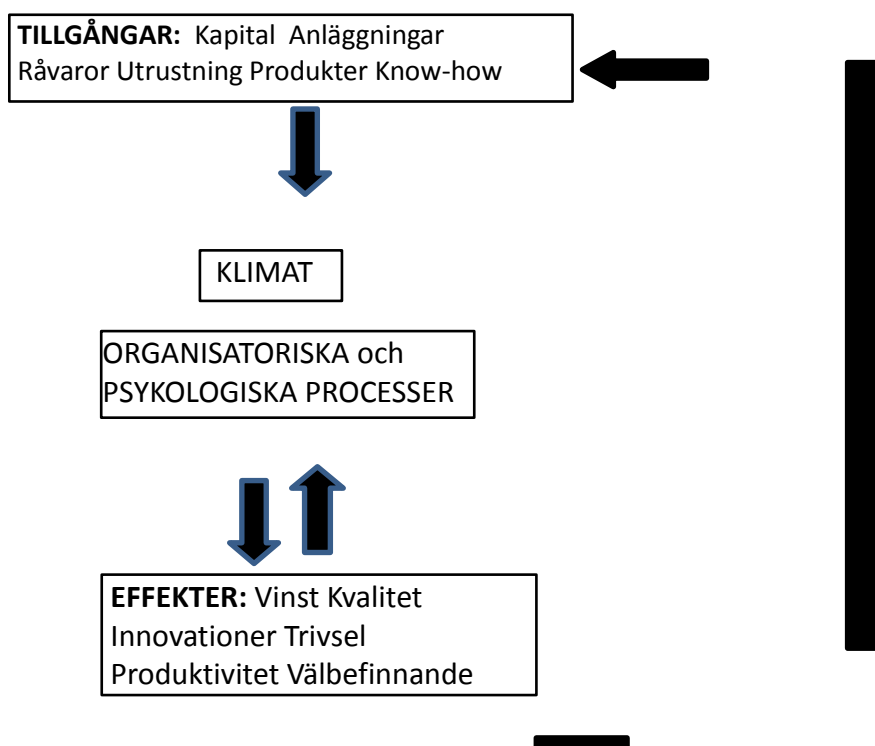 TILLGÅNGAR: Kapital Anläggningar
Råvaror Utrustning Produkter Know-how
KLIMAT
ORGANISATORISKA och
PSYKOLOGISKA PROCESSER
EFFEKTER: Vinst Kvalitet
Innovationer Trivsel
Produktivitet Välbefinnande